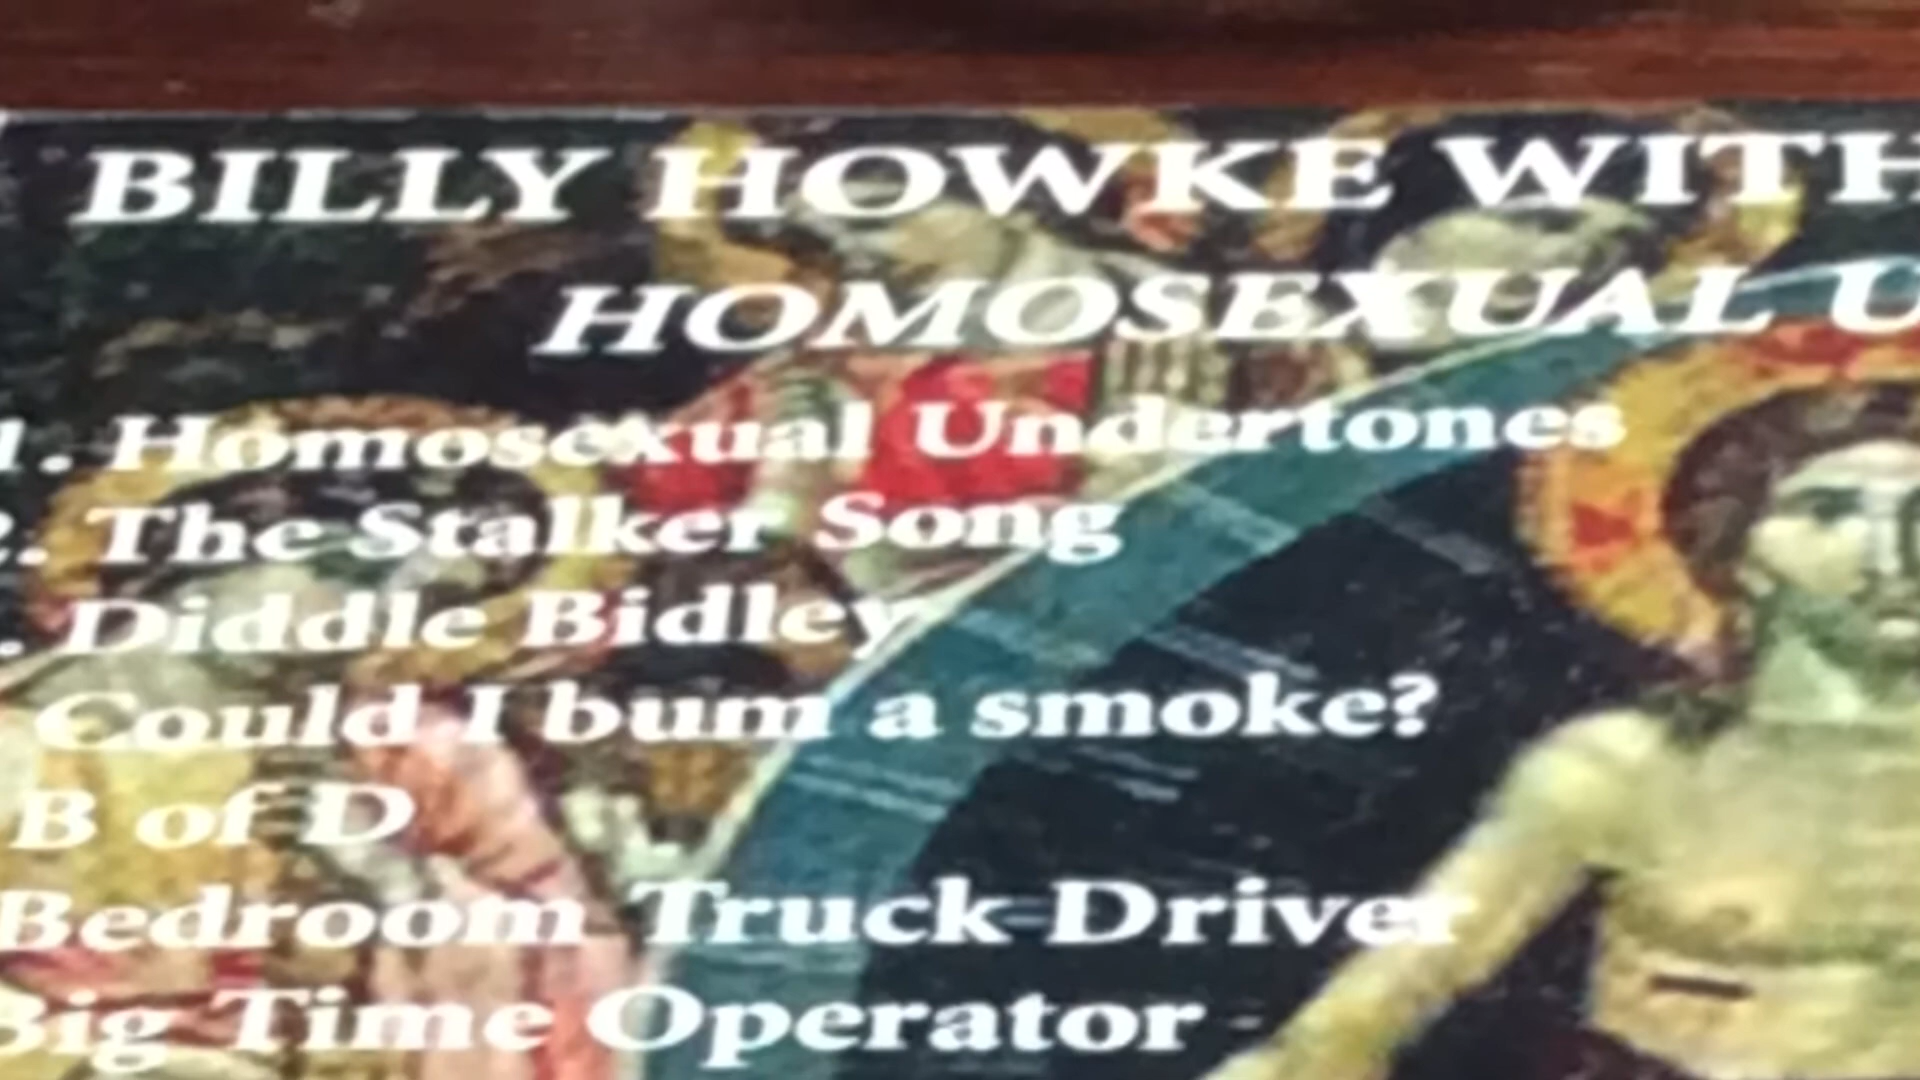 BILLY HOWKE WITH
HOMOSEXUAL U
1. Homosexual Undertones
2. The Stalker Song
. Diddle Bidley
Could I bum a smoke?
B of D
Bedroom Truck Driver
Big Time Operator -